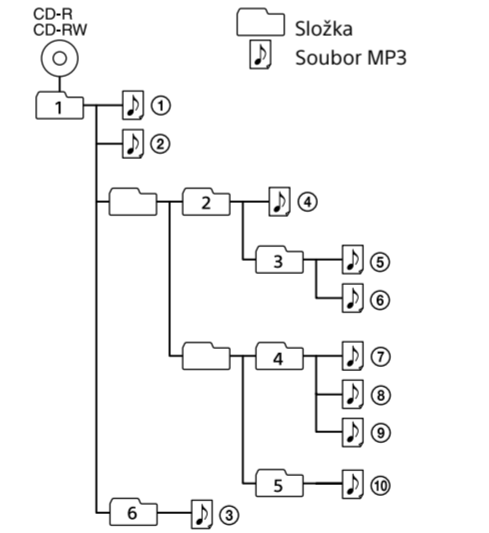 CD-R
CD-RW
Složka
Soubor MP3
1 ①
②
2 ④
3 ⑤
⑥
4 ⑦
⑧
⑨
5 ⑩
6 ③